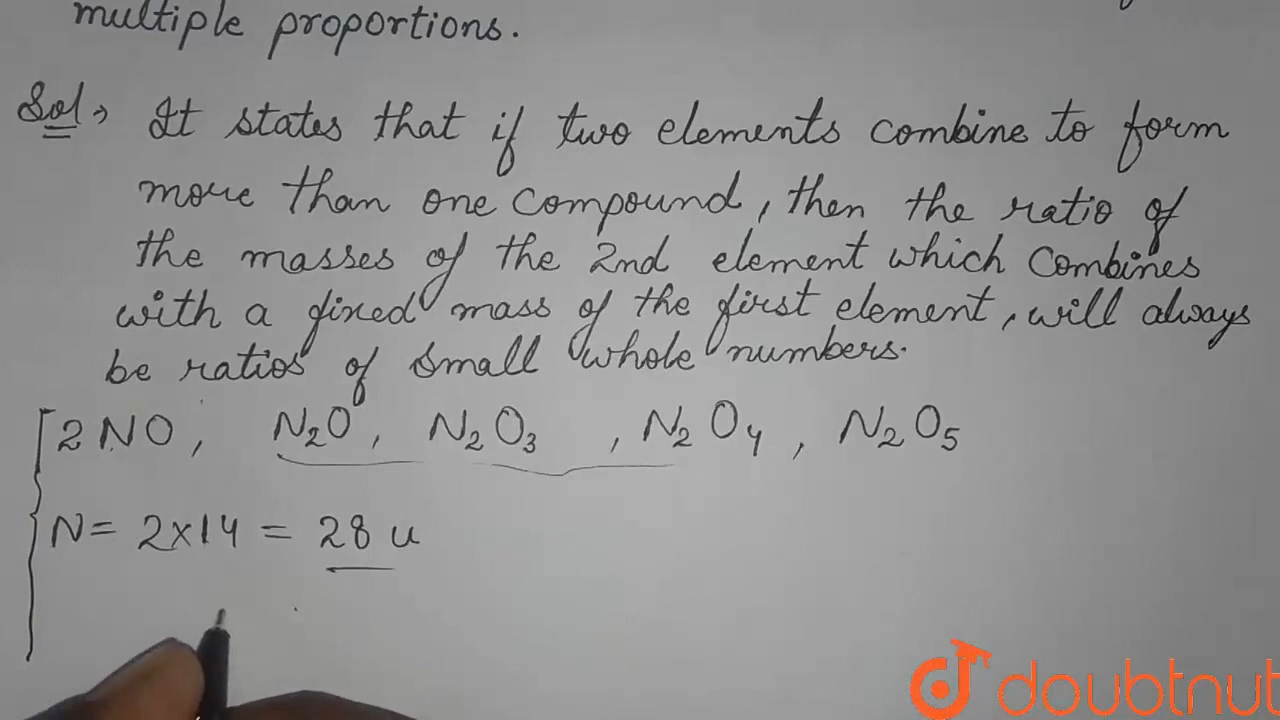 multiple proportions.
Sol, It states that if two elements combine to form
more than one compound, then the ratio of
the masses of the 2nd element which combines
with a fixed mass of the first element, will always
be ratios of small whole numbers.
2NO, N₂O, N₂O₃, N₂O₄, N₂O₅
N = 2×14 = 28 u
doubtnut